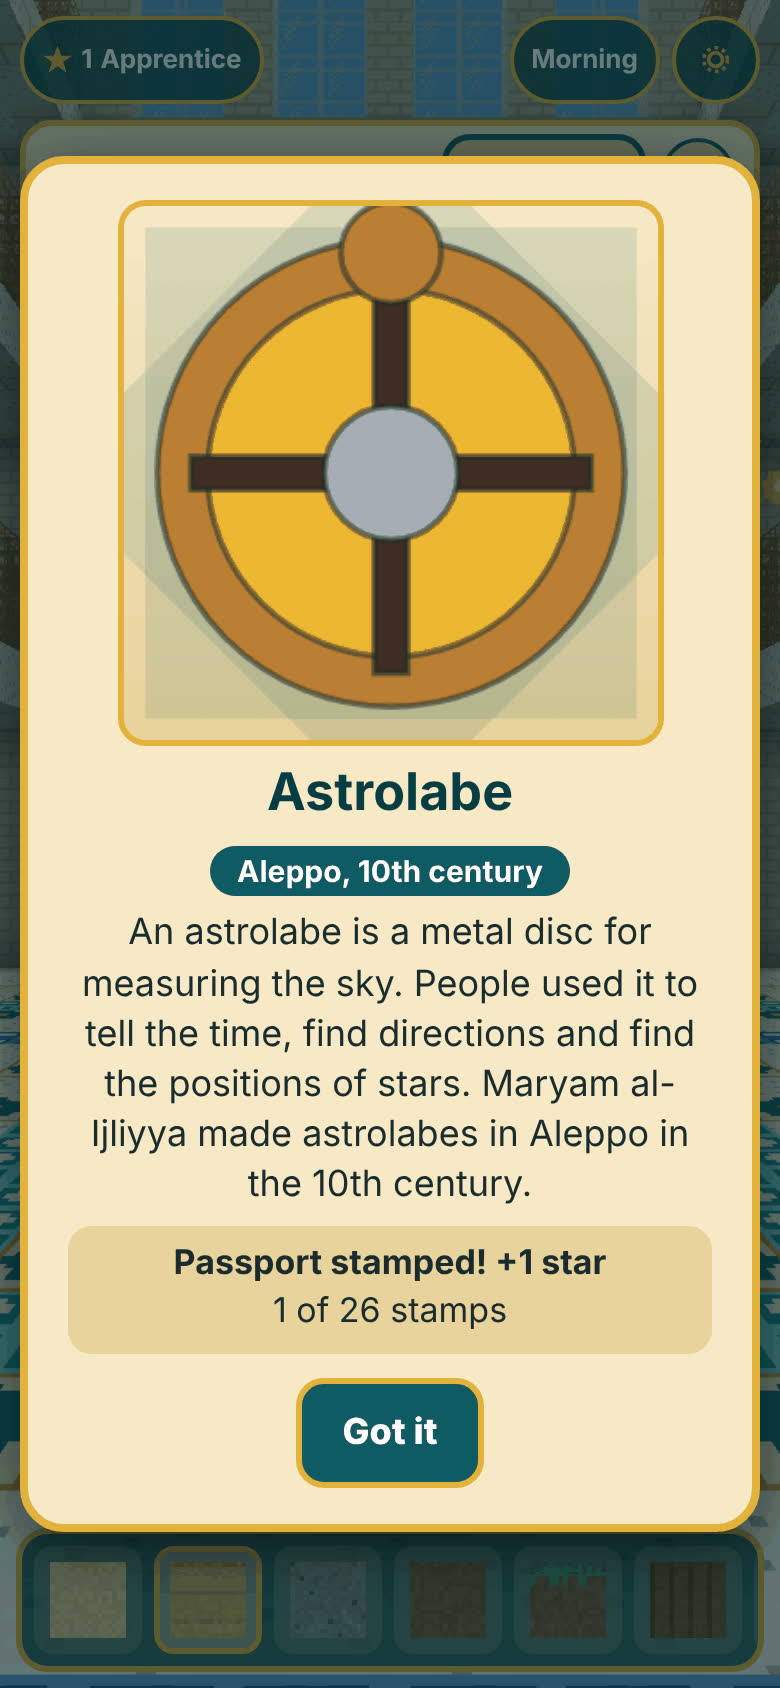 1 Apprentice
Morning
Astrolabe
Aleppo, 10th century
An astrolabe is a metal disc for
measuring the sky. People used it to
tell the time, find directions and find
the positions of stars. Maryam al-
Ijliyya made astrolabes in Aleppo in
the 10th century.
Passport stamped! +1 star
1 of 26 stamps
Got it